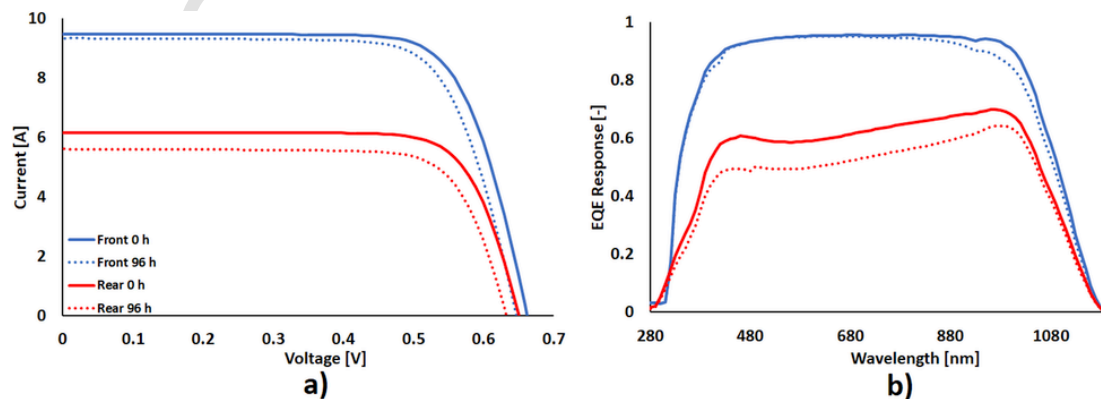 10
8
6
4
2
0
Current [A]
Front 0 h
Front 96 h
Rear 0 h
Rear 96 h
0 0.1 0.2 0.3 0.4 0.5 0.6 0.7
Voltage [V]
a)
1
0.8
0.6
0.4
0.2
0
EQE Response [-]
280 480 680 880 1080
Wavelength [nm]
b)